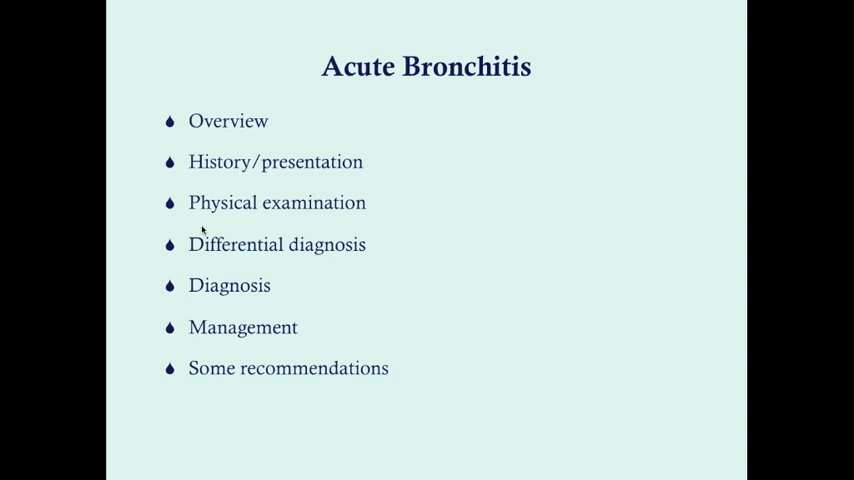 Acute Bronchitis
Overview
History/presentation
Physical examination
Differential diagnosis
Diagnosis
Management
Some recommendations